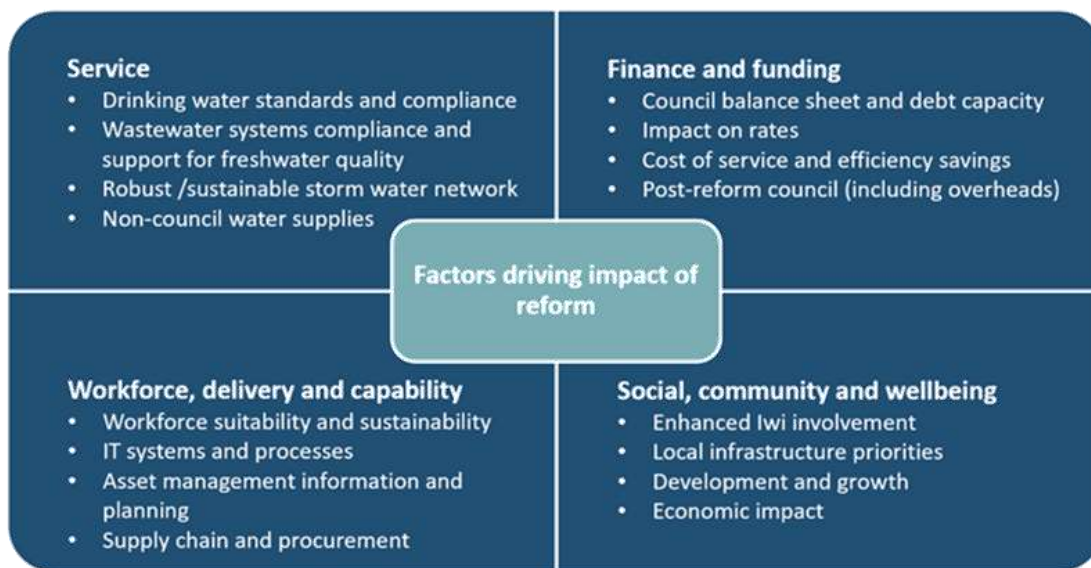 Service
• Drinking water standards and compliance
• Wastewater systems compliance and
support for freshwater quality
• Robust /sustainable storm water network
• Non-council water supplies
Finance and funding
• Council balance sheet and debt capacity
• Impact on rates
• Cost of service and efficiency savings
• Post-reform council (including overheads)
Factors driving impact of
reform
Workforce, delivery and capability
• Workforce suitability and sustainability
• IT systems and processes
• Asset management information and
planning
• Supply chain and procurement
Social, community and wellbeing
• Enhanced Iwi involvement
• Local infrastructure priorities
• Development and growth
• Economic impact